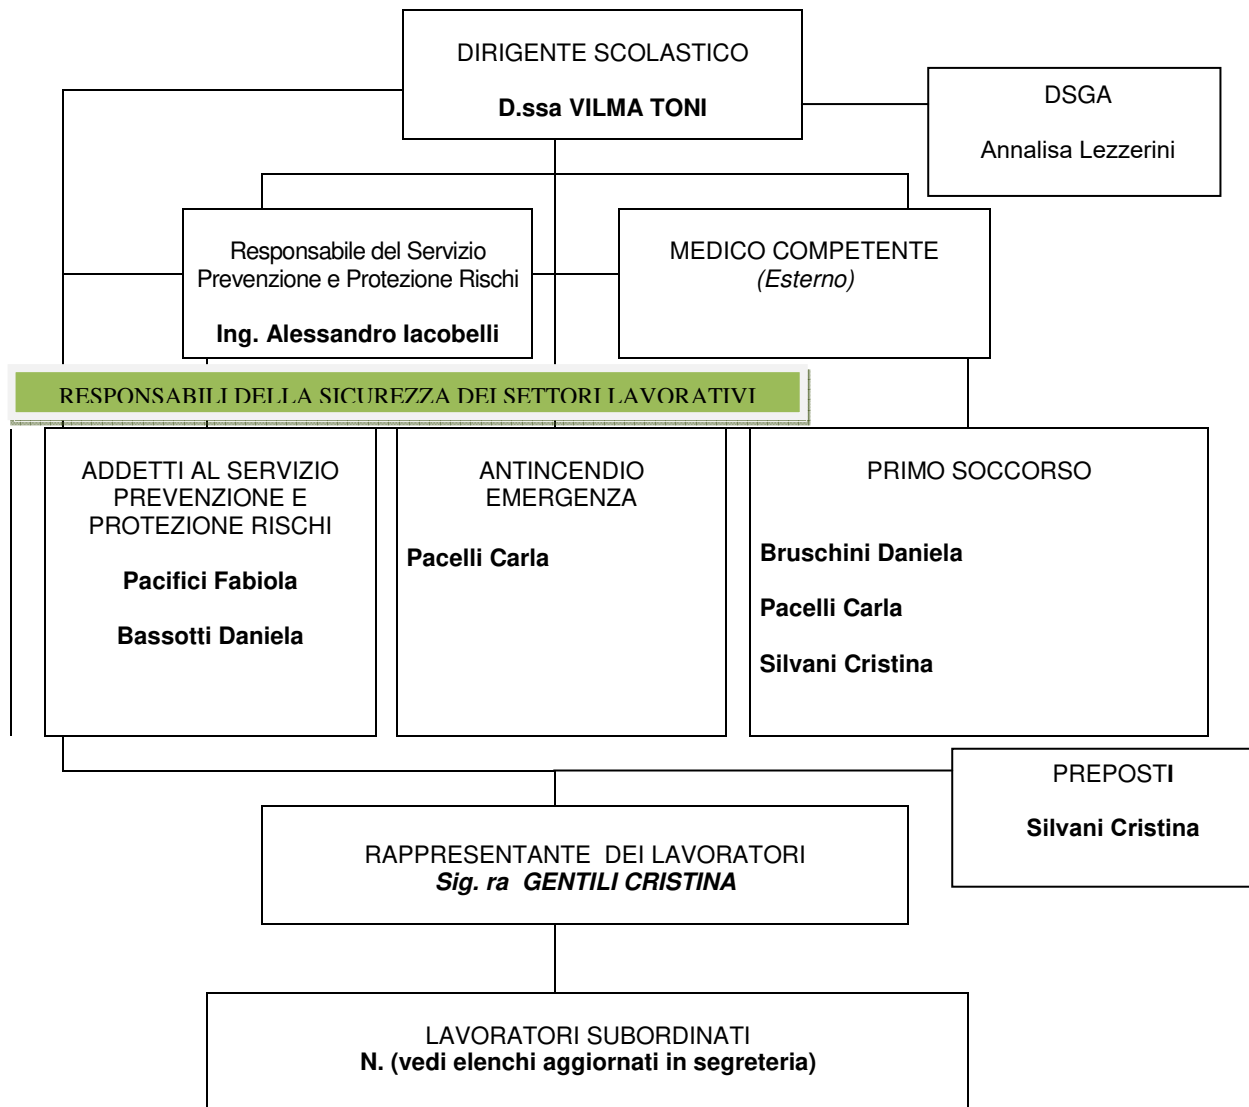 DIRIGENTE SCOLASTICO
D.ssa VILMA TONI
DSGA
Annalisa Lezzerini
Responsabile del Servizio
Prevenzione e Protezione Rischi
Ing. Alessandro Iacobelli
MEDICO COMPETENTE
(Esterno)
RESPONSABILI DELLA SICUREZZA DEI SETTORI LAVORATIVI
ADDETTI AL SERVIZIO
PREVENZIONE E
PROTEZIONE RISCHI
Pacifici Fabiola
Bassotti Daniela
ANTINCENDIO
EMERGENZA
Pacelli Carla
PRIMO SOCCORSO
Bruschini Daniela
Pacelli Carla
Silvani Cristina
PREPOSTI
Silvani Cristina
RAPPRESENTANTE DEI LAVORATORI
Sig. ra GENTILI CRISTINA
LAVORATORI SUBORDINATI
N. (vedi elenchi aggiornati in segreteria)